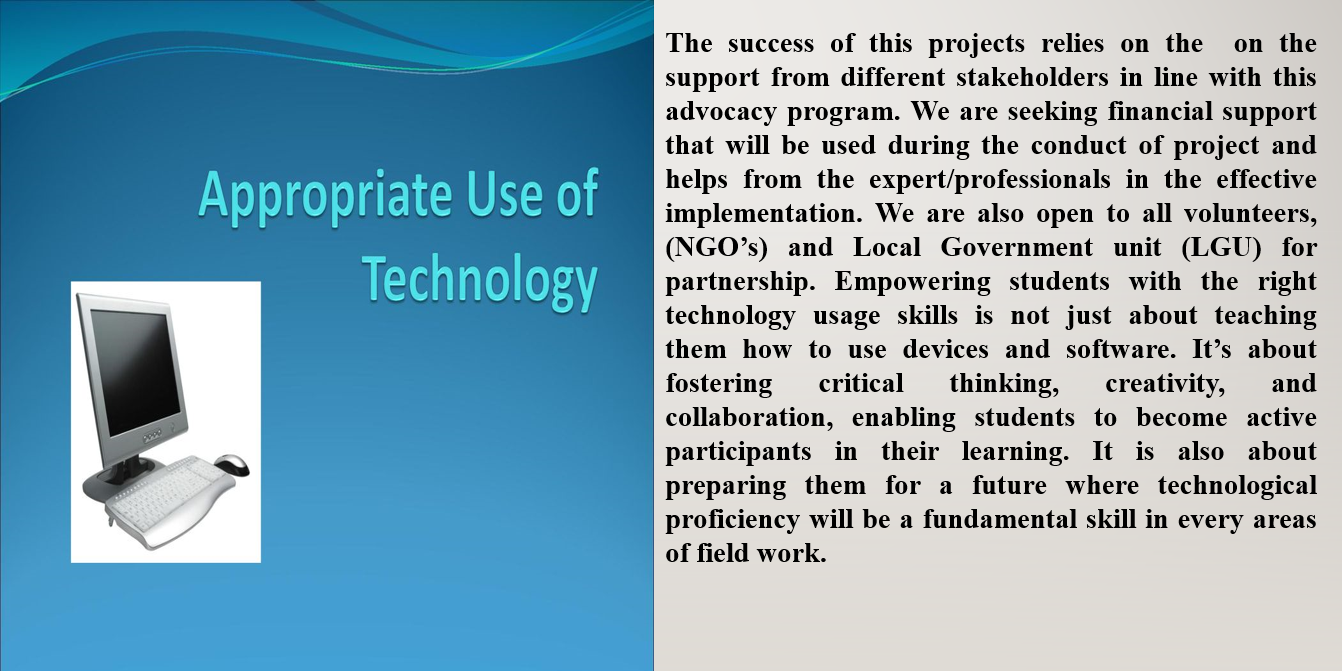 Appropriate Use of
Technology
The success of this projects relies on the  on the
support from different stakeholders in line with this
advocacy program. We are seeking financial support
that will be used during the conduct of project and
helps from the expert/professionals in the effective
implementation. We are also open to all volunteers,
(NGO’s) and Local Government unit (LGU) for
partnership. Empowering students with the right
technology usage skills is not just about teaching
them how to use devices and software. It’s about
fostering critical thinking, creativity, and
collaboration, enabling students to become active
participants in their learning. It is also about
preparing them for a future where technological
proficiency will be a fundamental skill in every areas
of field work.